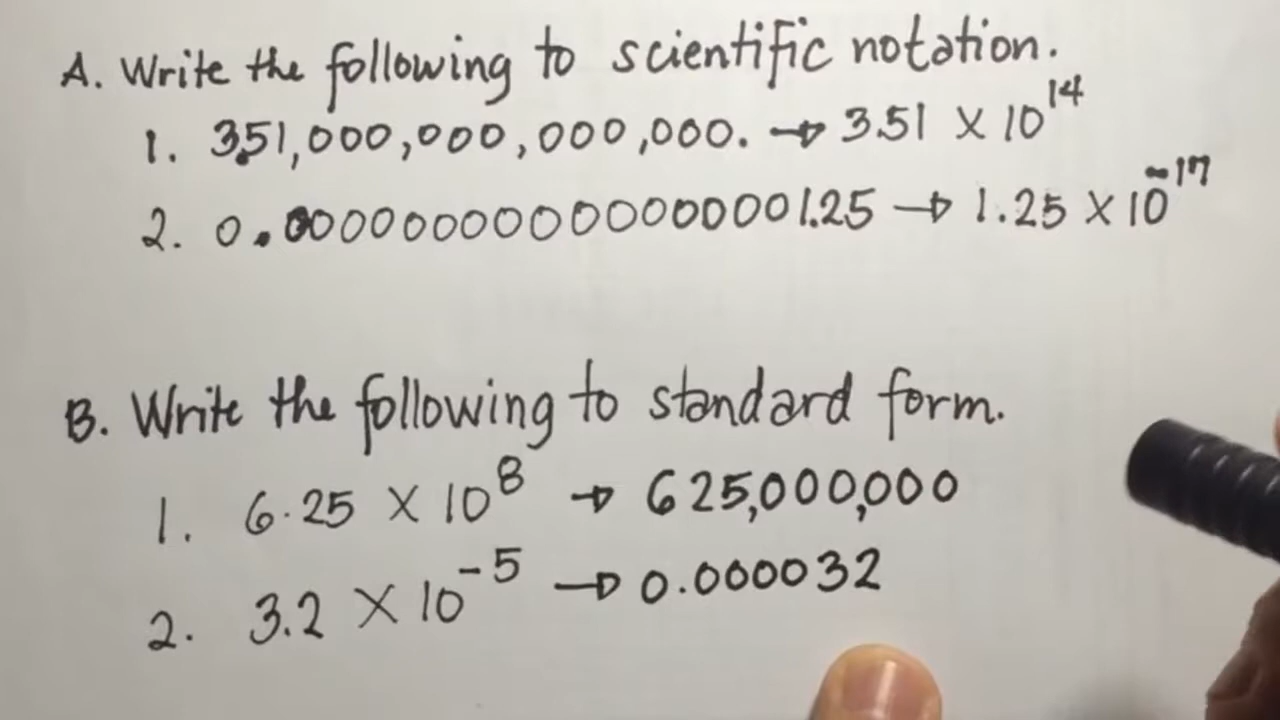 A. Write the following to scientific notation.
1. 351,000,000,000,000. → 3.51 X 10^14
2. 0.00000000000000001.25 → 1.25 X 10^-17
B. Write the following to standard form.
1. 6.25 X 10^8 → 625,000,000
2. 3.2 X 10^-5 → 0.000032